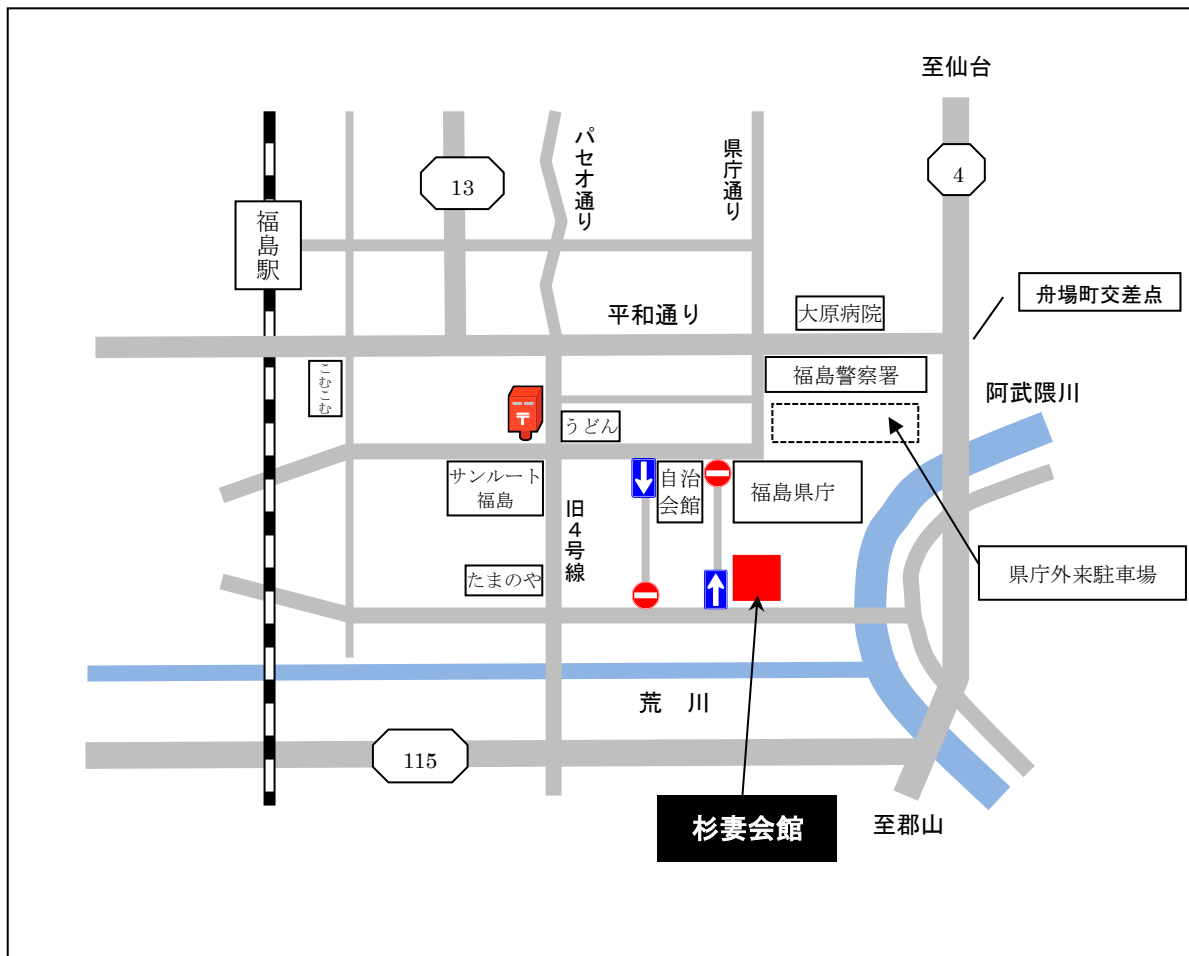 至仙台
パセオ通り
県庁通り
13
4
福島駅
舟場町交差点
大原病院
平和通り
こむこむ
福島警察署
阿武隈川
〒
うどん
サンルート
福島
自治
会館
福島県庁
旧4号線
県庁外来駐車場
たまのや
荒 川
115
杉妻会館
至郡山